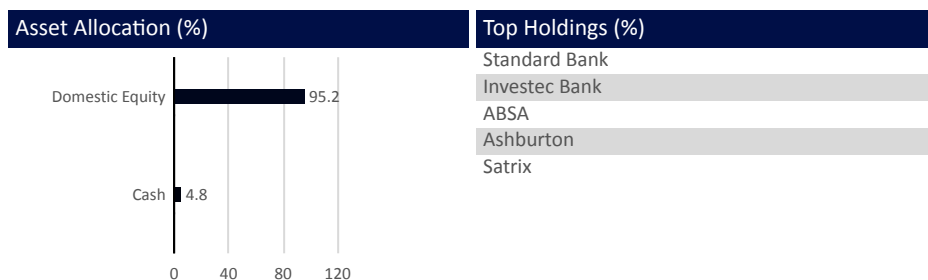 Asset Allocation (%)
Domestic Equity
95.2
Cash
4.8
0 40 80 120
Top Holdings (%)
Standard Bank
Investec Bank
ABSA
Ashburton
Satrix